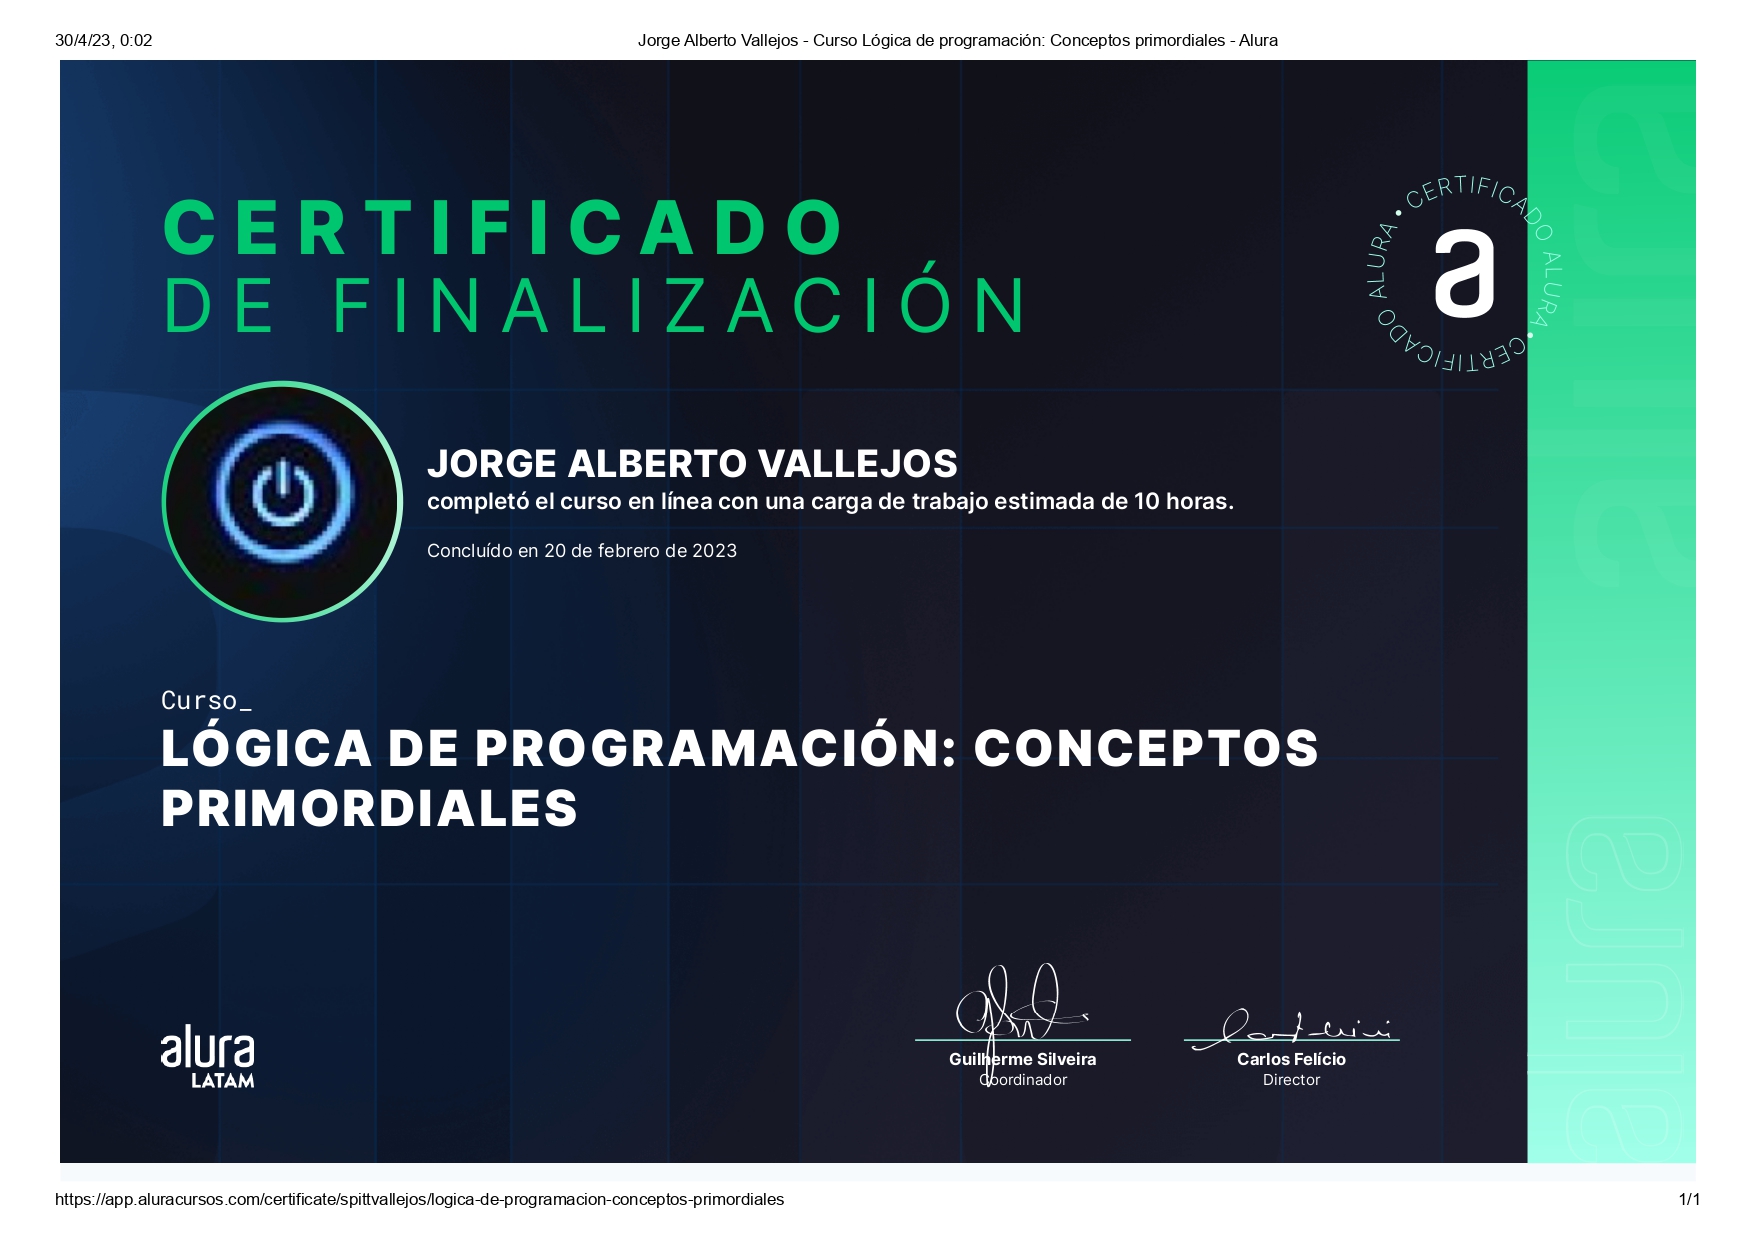 30/4/23, 0:02
Jorge Alberto Vallejos - Curso Lógica de programación: Conceptos primordiales - Alura
CERTIFICADO
DE FINALIZACIÓN
CERTIFICADO ALURA • CERTIFICADO ALURA •
a
JORGE ALBERTO VALLEJOS
completó el curso en línea con una carga de trabajo estimada de 10 horas.
Concluído en 20 de febrero de 2023
Curso_
LÓGICA DE PROGRAMACIÓN: CONCEPTOS
PRIMORDIALES
alura
LATAM
Guilherme Silveira
Coordinador
Carlos Felício
Director
alura
alura
https://app.aluracursos.com/certificate/spittvallejos/logica-de-programacion-conceptos-primordiales
1/1